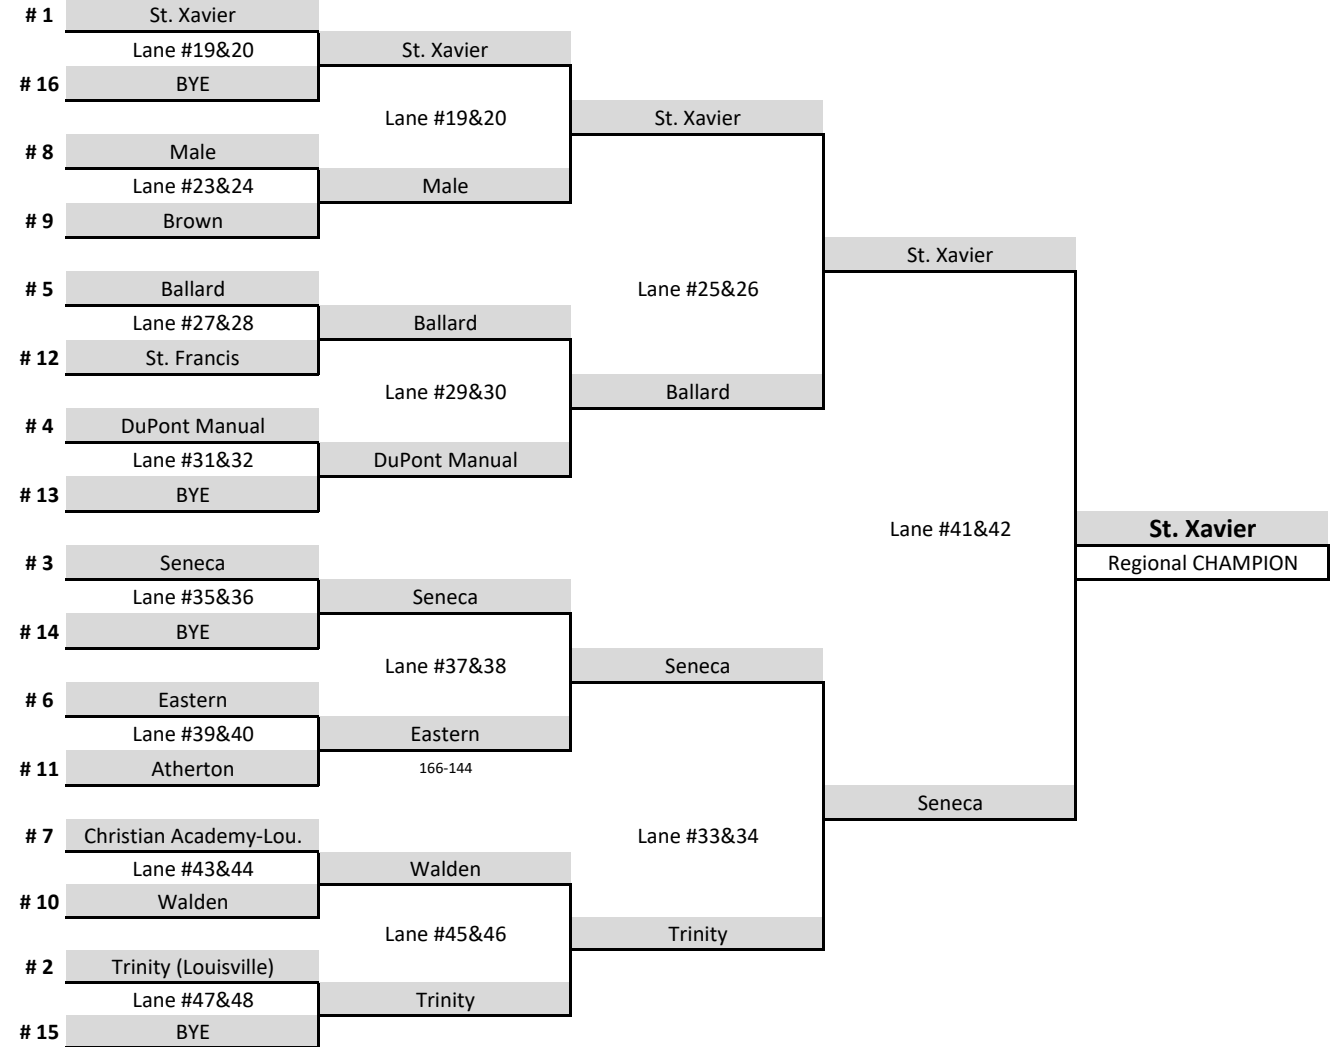 # 1 St. Xavier
Lane #19&20 St. Xavier
# 16 BYE
Lane #19&20 St. Xavier
# 8 Male
Lane #23&24 Male
# 9 Brown
St. Xavier
# 5 Ballard Lane #25&26
Lane #27&28 Ballard
# 12 St. Francis
Lane #29&30 Ballard
# 4 DuPont Manual
Lane #31&32 DuPont Manual
# 13 BYE
Lane #41&42 St. Xavier
# 3 Seneca Regional CHAMPION
Lane #35&36 Seneca
# 14 BYE
Lane #37&38 Seneca
# 6 Eastern
Lane #39&40 Eastern
# 11 Atherton 166-144
Seneca
# 7 Christian Academy-Lou. Lane #33&34
Lane #43&44 Walden
# 10 Walden
Lane #45&46 Trinity
# 2 Trinity (Louisville)
Lane #47&48 Trinity
# 15 BYE